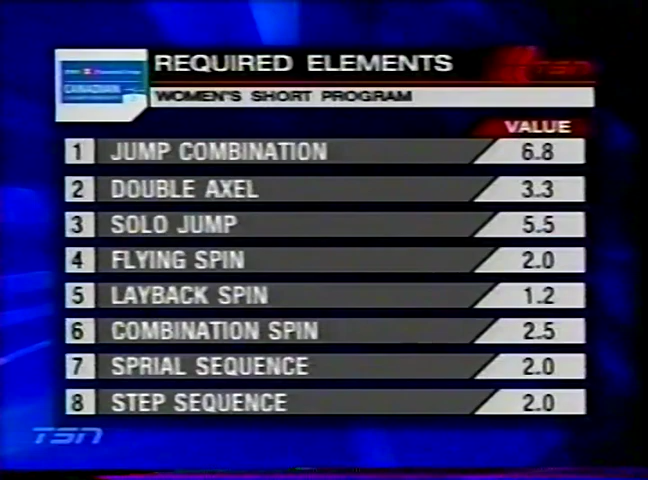 REQUIRED ELEMENTS
CANADIAN
TSN
WOMEN'S SHORT PROGRAM
VALUE
1 JUMP COMBINATION 6.8
2 DOUBLE AXEL 3.3
3 SOLO JUMP 5.5
4 FLYING SPIN 2.0
5 LAYBACK SPIN 1.2
6 COMBINATION SPIN 2.5
7 SPRIAL SEQUENCE 2.0
8 STEP SEQUENCE 2.0
TSN